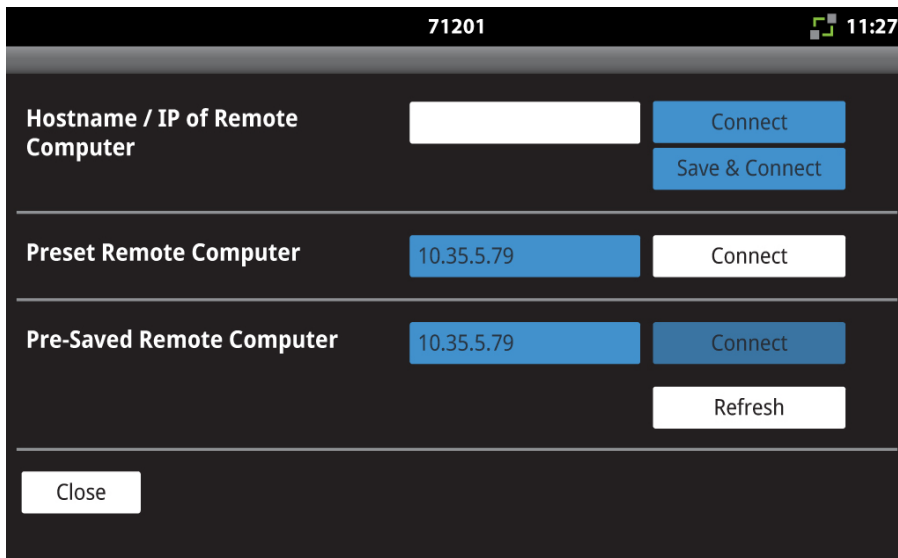 71201
11:27
Hostname / IP of Remote
Computer
Connect
Save & Connect
Preset Remote Computer
10.35.5.79
Connect
Pre-Saved Remote Computer
10.35.5.79
Connect
Refresh
Close